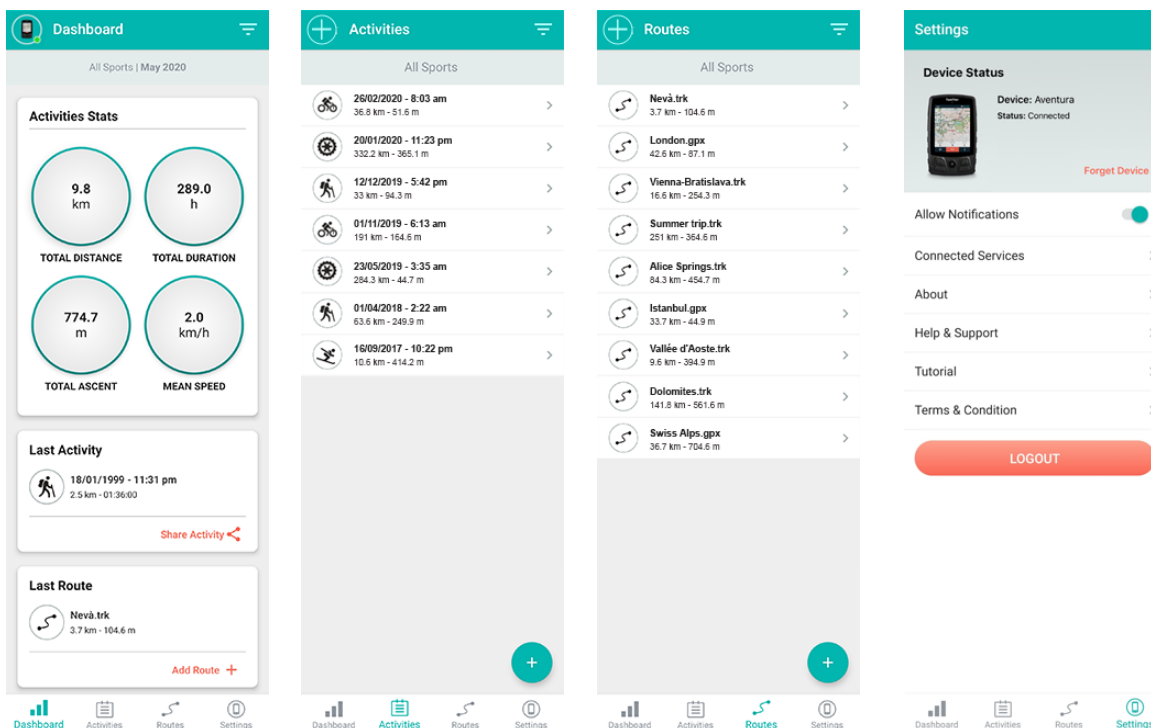 Dashboard
All Sports | May 2020
Activities Stats
9.8
km
289.0
h
TOTAL DISTANCE
TOTAL DURATION
774.7
m
2.0
km/h
TOTAL ASCENT
MEAN SPEED
Last Activity
18/01/1999 - 11:31 pm
2.5 km - 01:36:00
Share Activity
Last Route
Nevà.trk
3.7 km - 104.6 m
Add Route +
Dashboard
Activities
Routes
Settings
Activities
All Sports
26/02/2020 - 8:03 am
36.8 km - 51.6 m
20/01/2020 - 11:23 pm
332.2 km - 365.1 m
12/12/2019 - 5:42 pm
33 km - 94.3 m
01/11/2019 - 6:13 am
191 km - 164.6 m
23/05/2019 - 3:35 am
284.3 km - 44.7 m
01/04/2018 - 2:22 am
63.6 km - 249.9 m
16/09/2017 - 10:22 pm
10.6 km - 414.2 m
Dashboard
Activities
Routes
Settings
Routes
All Sports
Nevà.trk
3.7 km - 104.6 m
London.gpx
42.6 km - 87.1 m
Vienna-Bratislava.trk
16.6 km - 254.3 m
Summer trip.trk
251 km - 364.6 m
Alice Springs.trk
84.3 km - 454.7 m
Istanbul.gpx
33.7 km - 44.9 m
Vallée d'Aoste.trk
9.6 km - 394.9 m
Dolomites.trk
141.8 km - 561.6 m
Swiss Alps.gpx
36.7 km - 704.6 m
Dashboard
Activities
Routes
Settings
Settings
Device Status
Device: Aventura
Status: Connected
Forget Device
Allow Notifications
Connected Services
About
Help & Support
Tutorial
Terms & Condition
LOGOUT
Dashboard
Activities
Routes
Settings